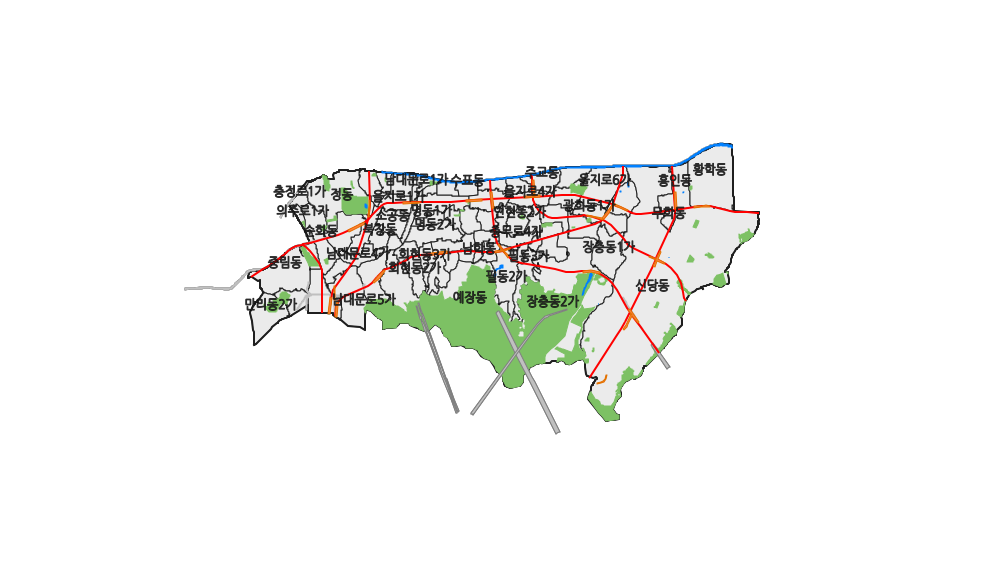 주교동
황학동
남대문로1가
수표동
을지로6가
흥인동
충정로1가
정동
을지로1가
을지로4가
의주로1가
소공동
명동1가
인현동2가
광희동1가
무학동
순화동
북창동
명동2가
충무로4가
남대문로4가
회현동3가
남학동
필동3가
장충동1가
중림동
회현동2가
필동2가
신당동
만리동2가
남대문로5가
예장동
장충동2가